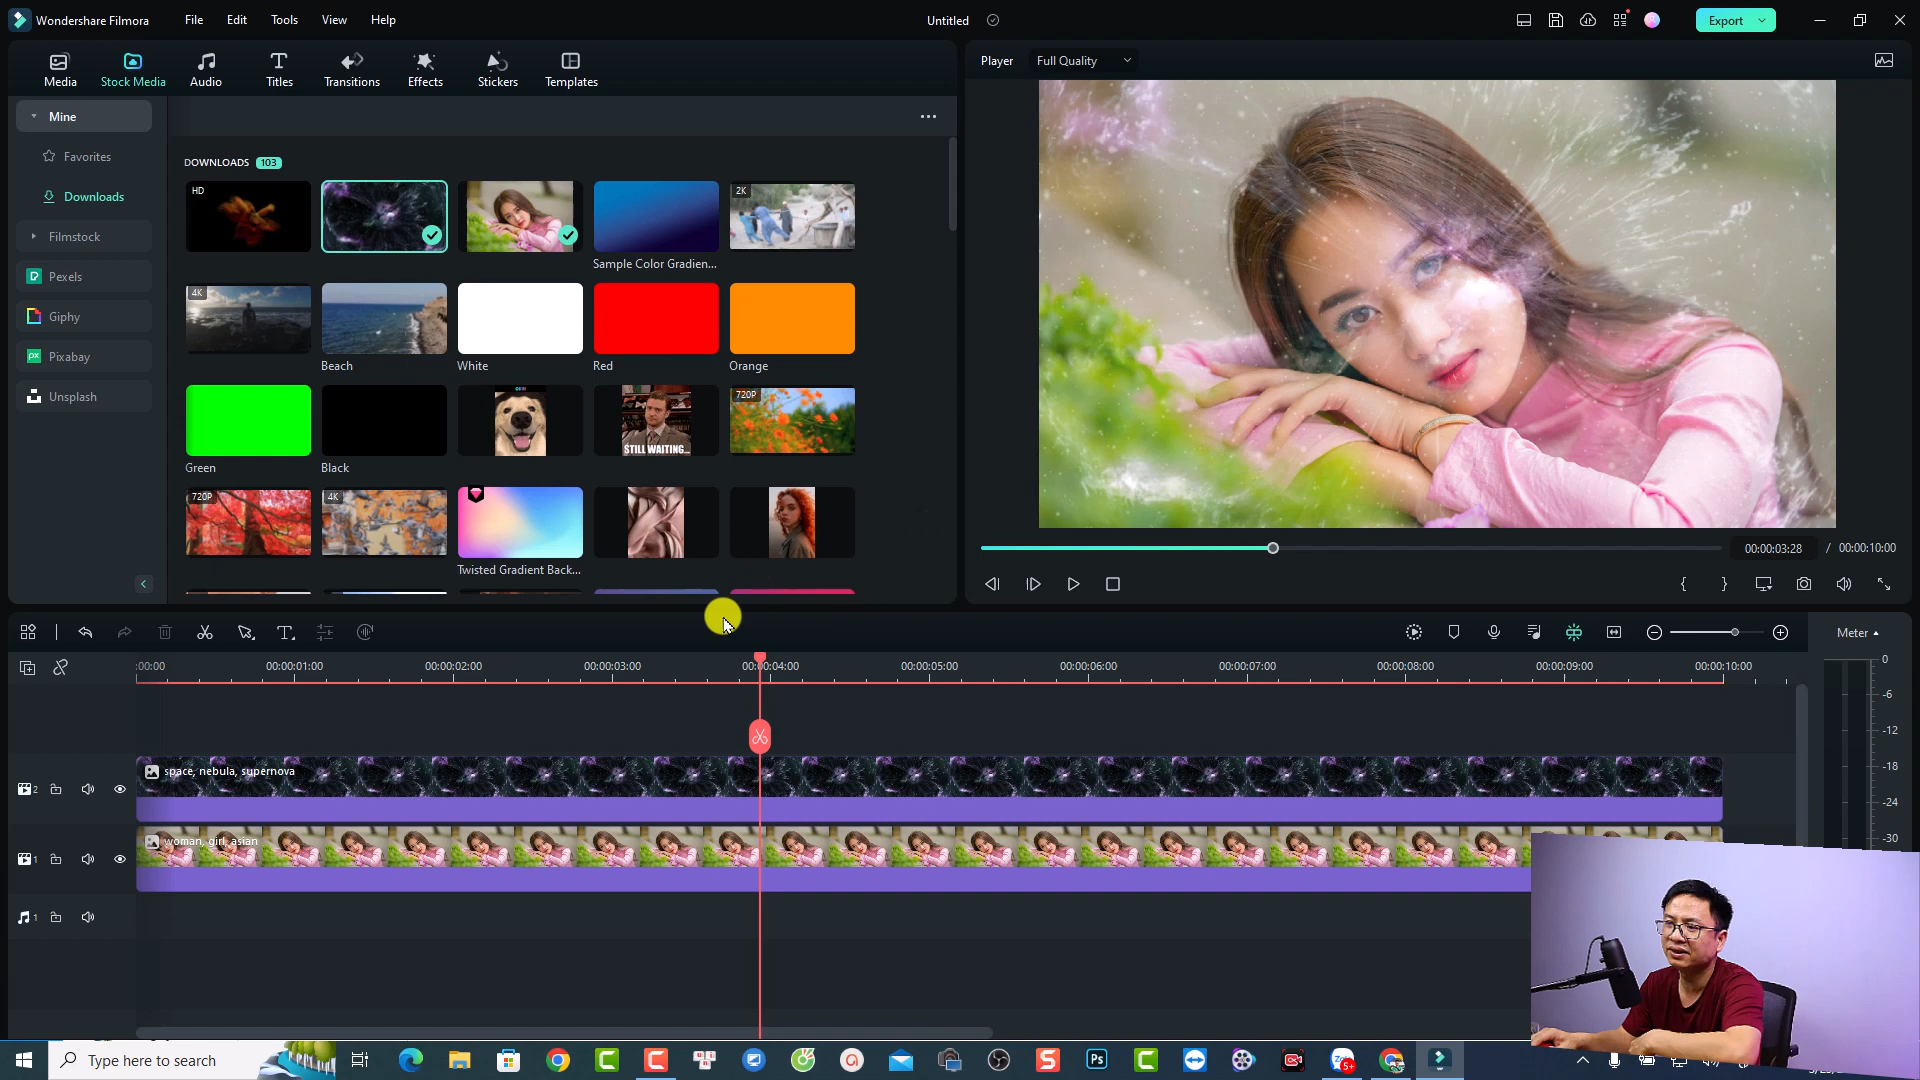 Wondershare Filmora
File
Edit
Tools
View
Help
Untitled
Export
Media
Stock Media
Audio
Titles
Transitions
Effects
Stickers
Templates
Player
Full Quality
Mine
Favorites
Downloads
Filmstock
Pexels
Giphy
Pixabay
Unsplash
DOWNLOADS 103
HD
2K
Sample Color Gradien...
4K
Beach
White
Red
Orange
STILL WAITING...
720P
Green
Black
720P
4K
Twisted Gradient Back...
00:00:03:28 / 00:00:10:00
Meter
:00:00
00:00:01:00
00:00:02:00
00:00:03:00
00:00:04:00
00:00:05:00
00:00:06:00
00:00:07:00
00:00:08:00
00:00:09:00
00:00:10:00
0
-6
-12
-18
-24
-30
2
space, nebula, supernova
1
woman, girl, asian
1
Type here to search
Ps
5+